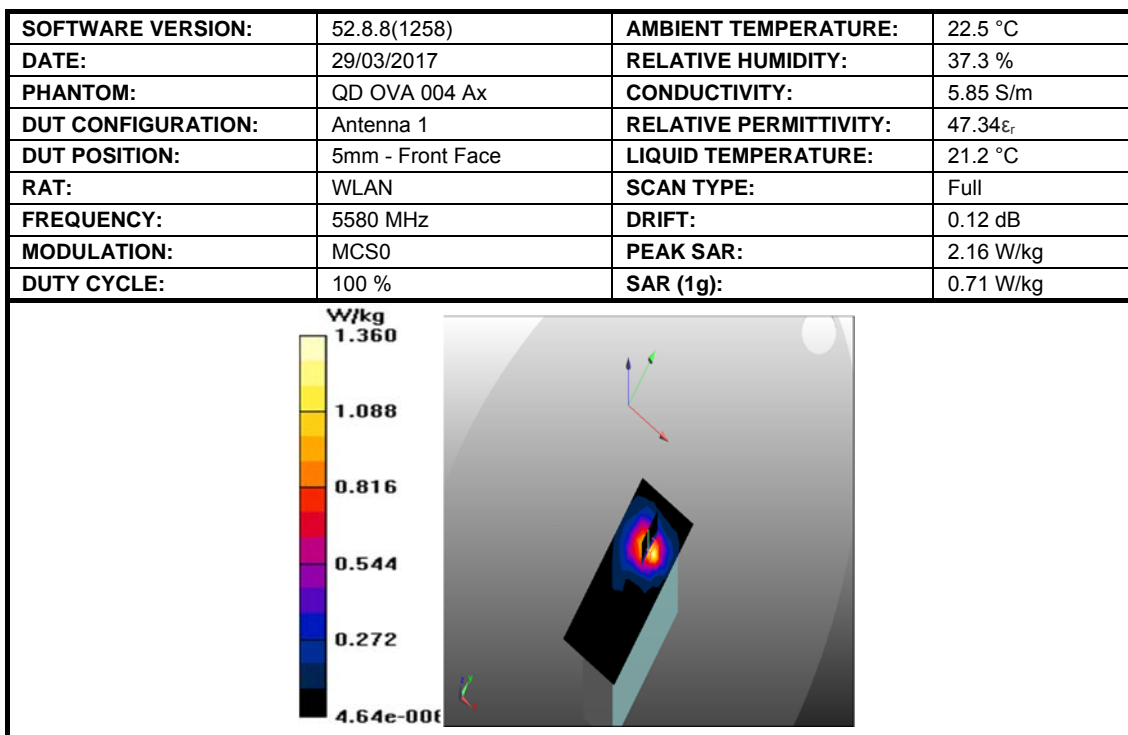 SOFTWARE VERSION: 52.8.8(1258) AMBIENT TEMPERATURE: 22.5 °C
DATE: 29/03/2017 RELATIVE HUMIDITY: 37.3 %
PHANTOM: QD OVA 004 Ax CONDUCTIVITY: 5.85 S/m
DUT CONFIGURATION: Antenna 1 RELATIVE PERMITTIVITY: 47.34εr
DUT POSITION: 5mm - Front Face LIQUID TEMPERATURE: 21.2 °C
RAT: WLAN SCAN TYPE: Full
FREQUENCY: 5580 MHz DRIFT: 0.12 dB
MODULATION: MCS0 PEAK SAR: 2.16 W/kg
DUTY CYCLE: 100 % SAR (1g): 0.71 W/kg
W/kg
1.360
1.088
0.816
0.544
0.272